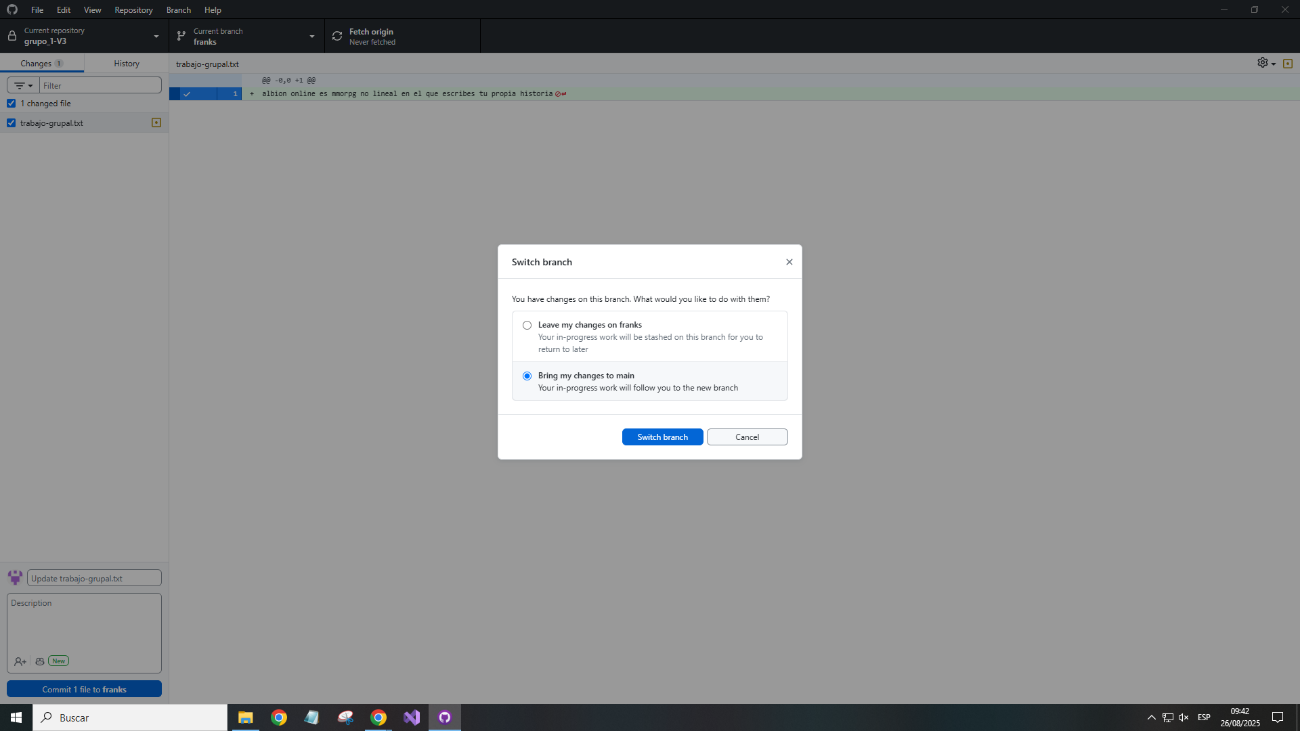 File Edit View Repository Branch Help
Current repository
grupo_1-V3
Current branch
franks
Fetch origin
Never fetched
Changes 1 History
trabajo-grupal.txt
Filter
@@ -0,0 +1 @@
1 + albion online es mmorpg no lineal en el que escribes tu propia historia
1 changed file
trabajo-grupal.txt
Switch branch
You have changes on this branch. What would you like to do with them?
Leave my changes on franks
Your in-progress work will be stashed on this branch for you to
return to later
Bring my changes to main
Your in-progress work will follow you to the new branch
Switch branch Cancel
Update trabajo-grupal.txt
Description
New
Commit 1 file to franks
Buscar
ESP
09:42
26/08/2025